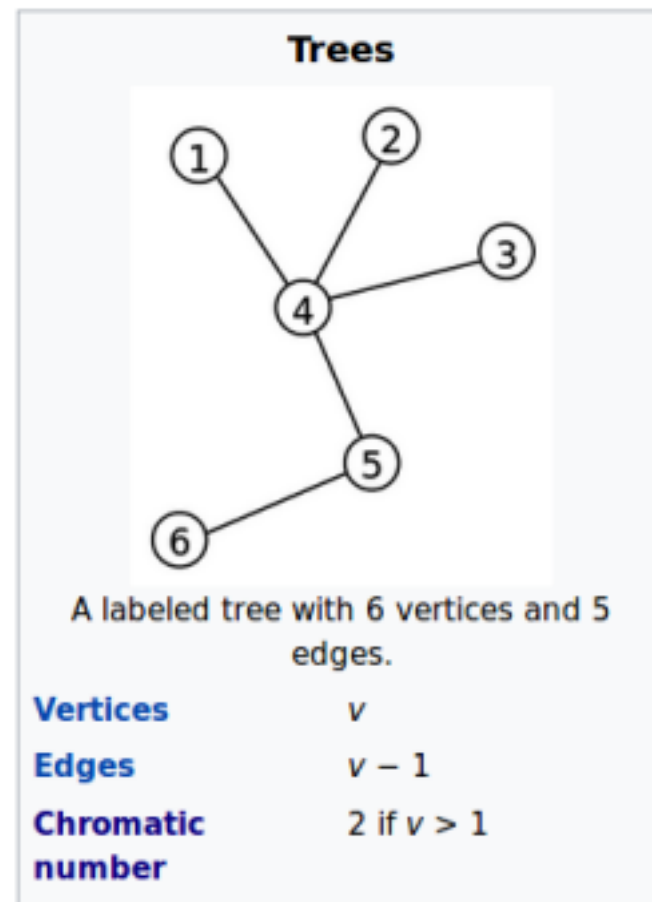 Trees
1
2
3
4
5
6
A labeled tree with 6 vertices and 5
edges.
Vertices v
Edges v − 1
Chromatic 2 if v > 1
number